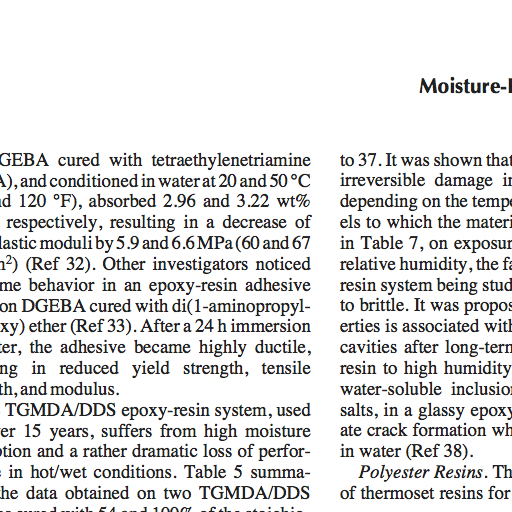 Moisture-
GEBA cured with tetraethylenetriamine
A), and conditioned in water at 20 and 50 °C
nd 120 °F), absorbed 2.96 and 3.22 wt%
respectively, resulting in a decrease of
lastic moduli by 5.9 and 6.6 MPa (60 and 67
m²) (Ref 32). Other investigators noticed
me behavior in an epoxy-resin adhesive
on DGEBA cured with di(1-aminopropyl-
xy) ether (Ref 33). After a 24 h immersion
ter, the adhesive became highly ductile,
ng in reduced yield strength, tensile
th, and modulus.
TGMDA/DDS epoxy-resin system, used
er 15 years, suffers from high moisture
ption and a rather dramatic loss of perfor-
e in hot/wet conditions. Table 5 summa-
the data obtained on two TGMDA/DDS
to 37. It was shown that
irreversible damage in
depending on the tempe
els to which the materi
in Table 7, on exposur
relative humidity, the fa
resin system being stud
to brittle. It was propos
erties is associated with
cavities after long-term
resin to high humidity
water-soluble inclusion
salts, in a glassy epoxy
ate crack formation wh
in water (Ref 38).
Polyester Resins. Th
of thermoset resins for